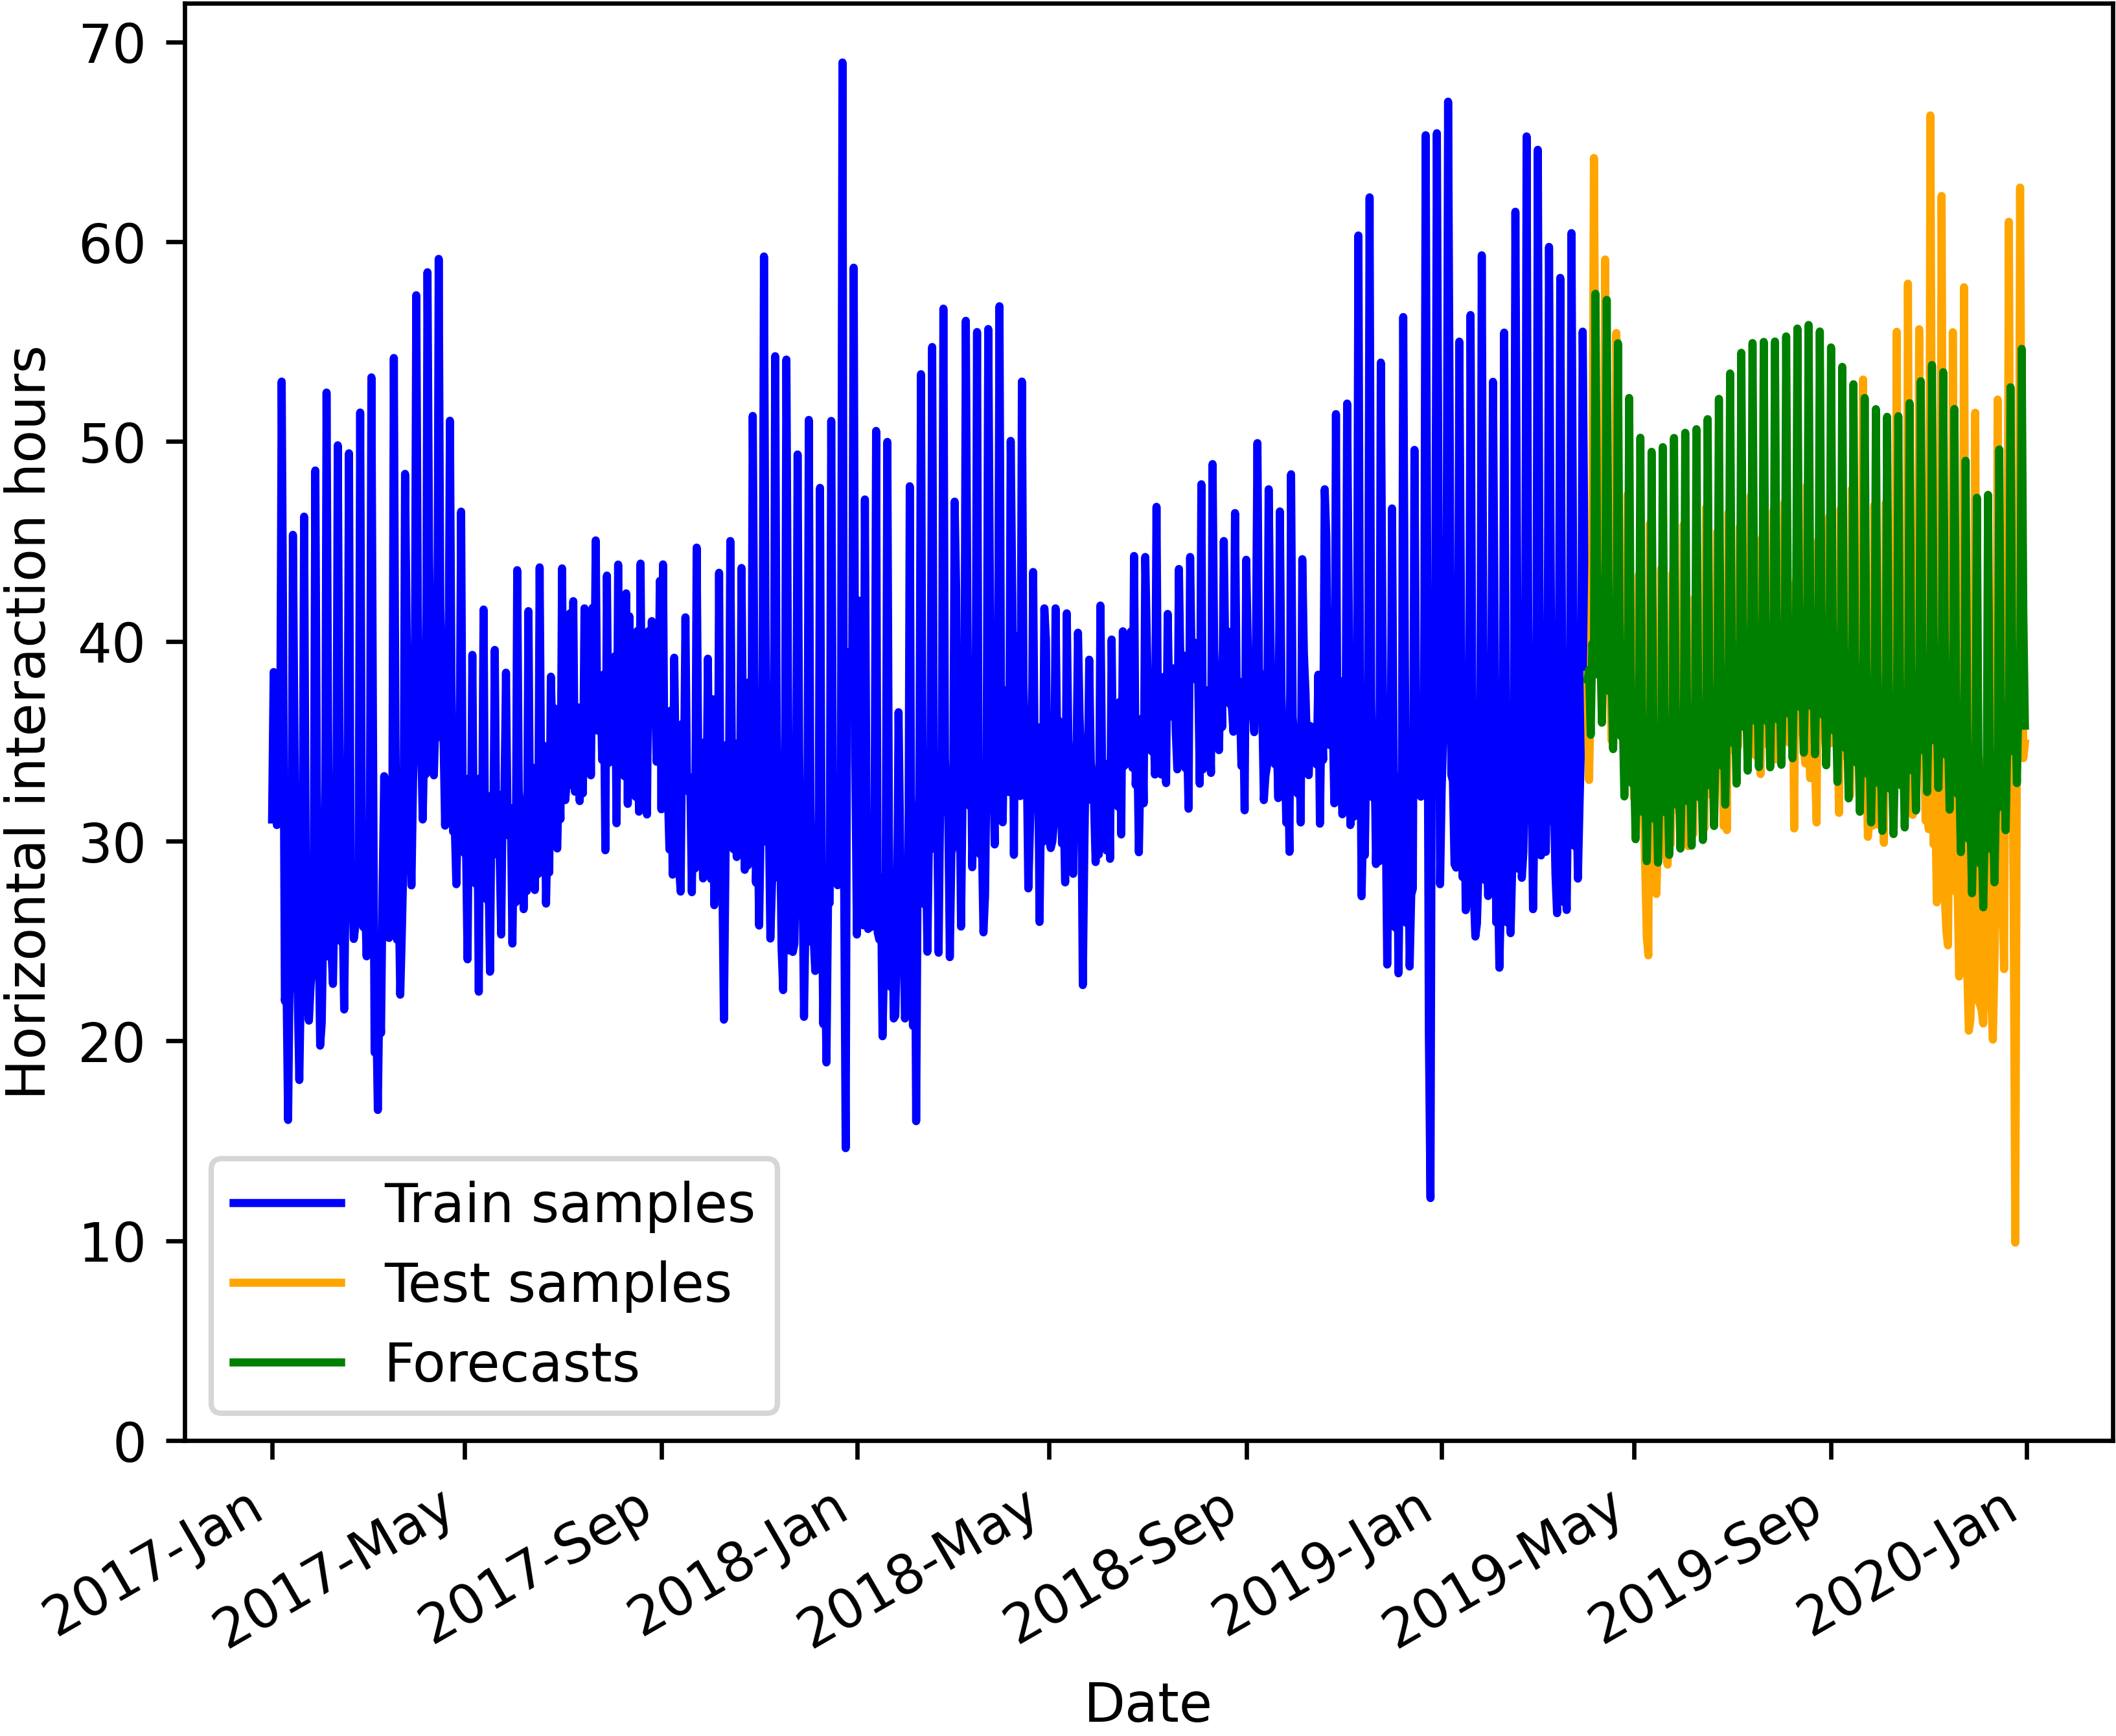 70
60
50
40
30
20
10
0
Horizontal interaction hours
Train samples
Test samples
Forecasts
2017-Jan
2017-May
2017-Sep
2018-Jan
2018-May
2018-Sep
2019-Jan
2019-May
2019-Sep
2020-Jan
Date